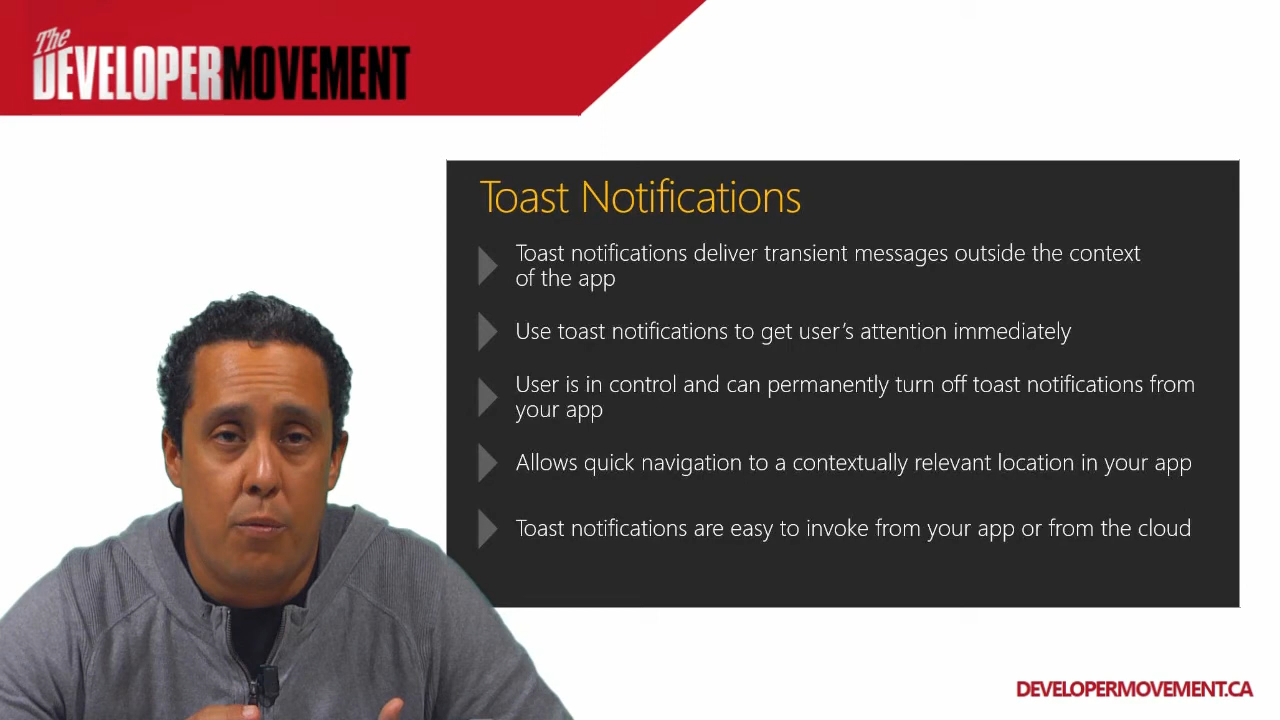 The
DEVELOPERMOVEMENT
Toast Notifications
Toast notifications deliver transient messages outside the context
of the app
Use toast notifications to get user's attention immediately
User is in control and can permanently turn off toast notifications from
your app
Allows quick navigation to a contextually relevant location in your app
Toast notifications are easy to invoke from your app or from the cloud
DEVELOPERMOVEMENT.CA